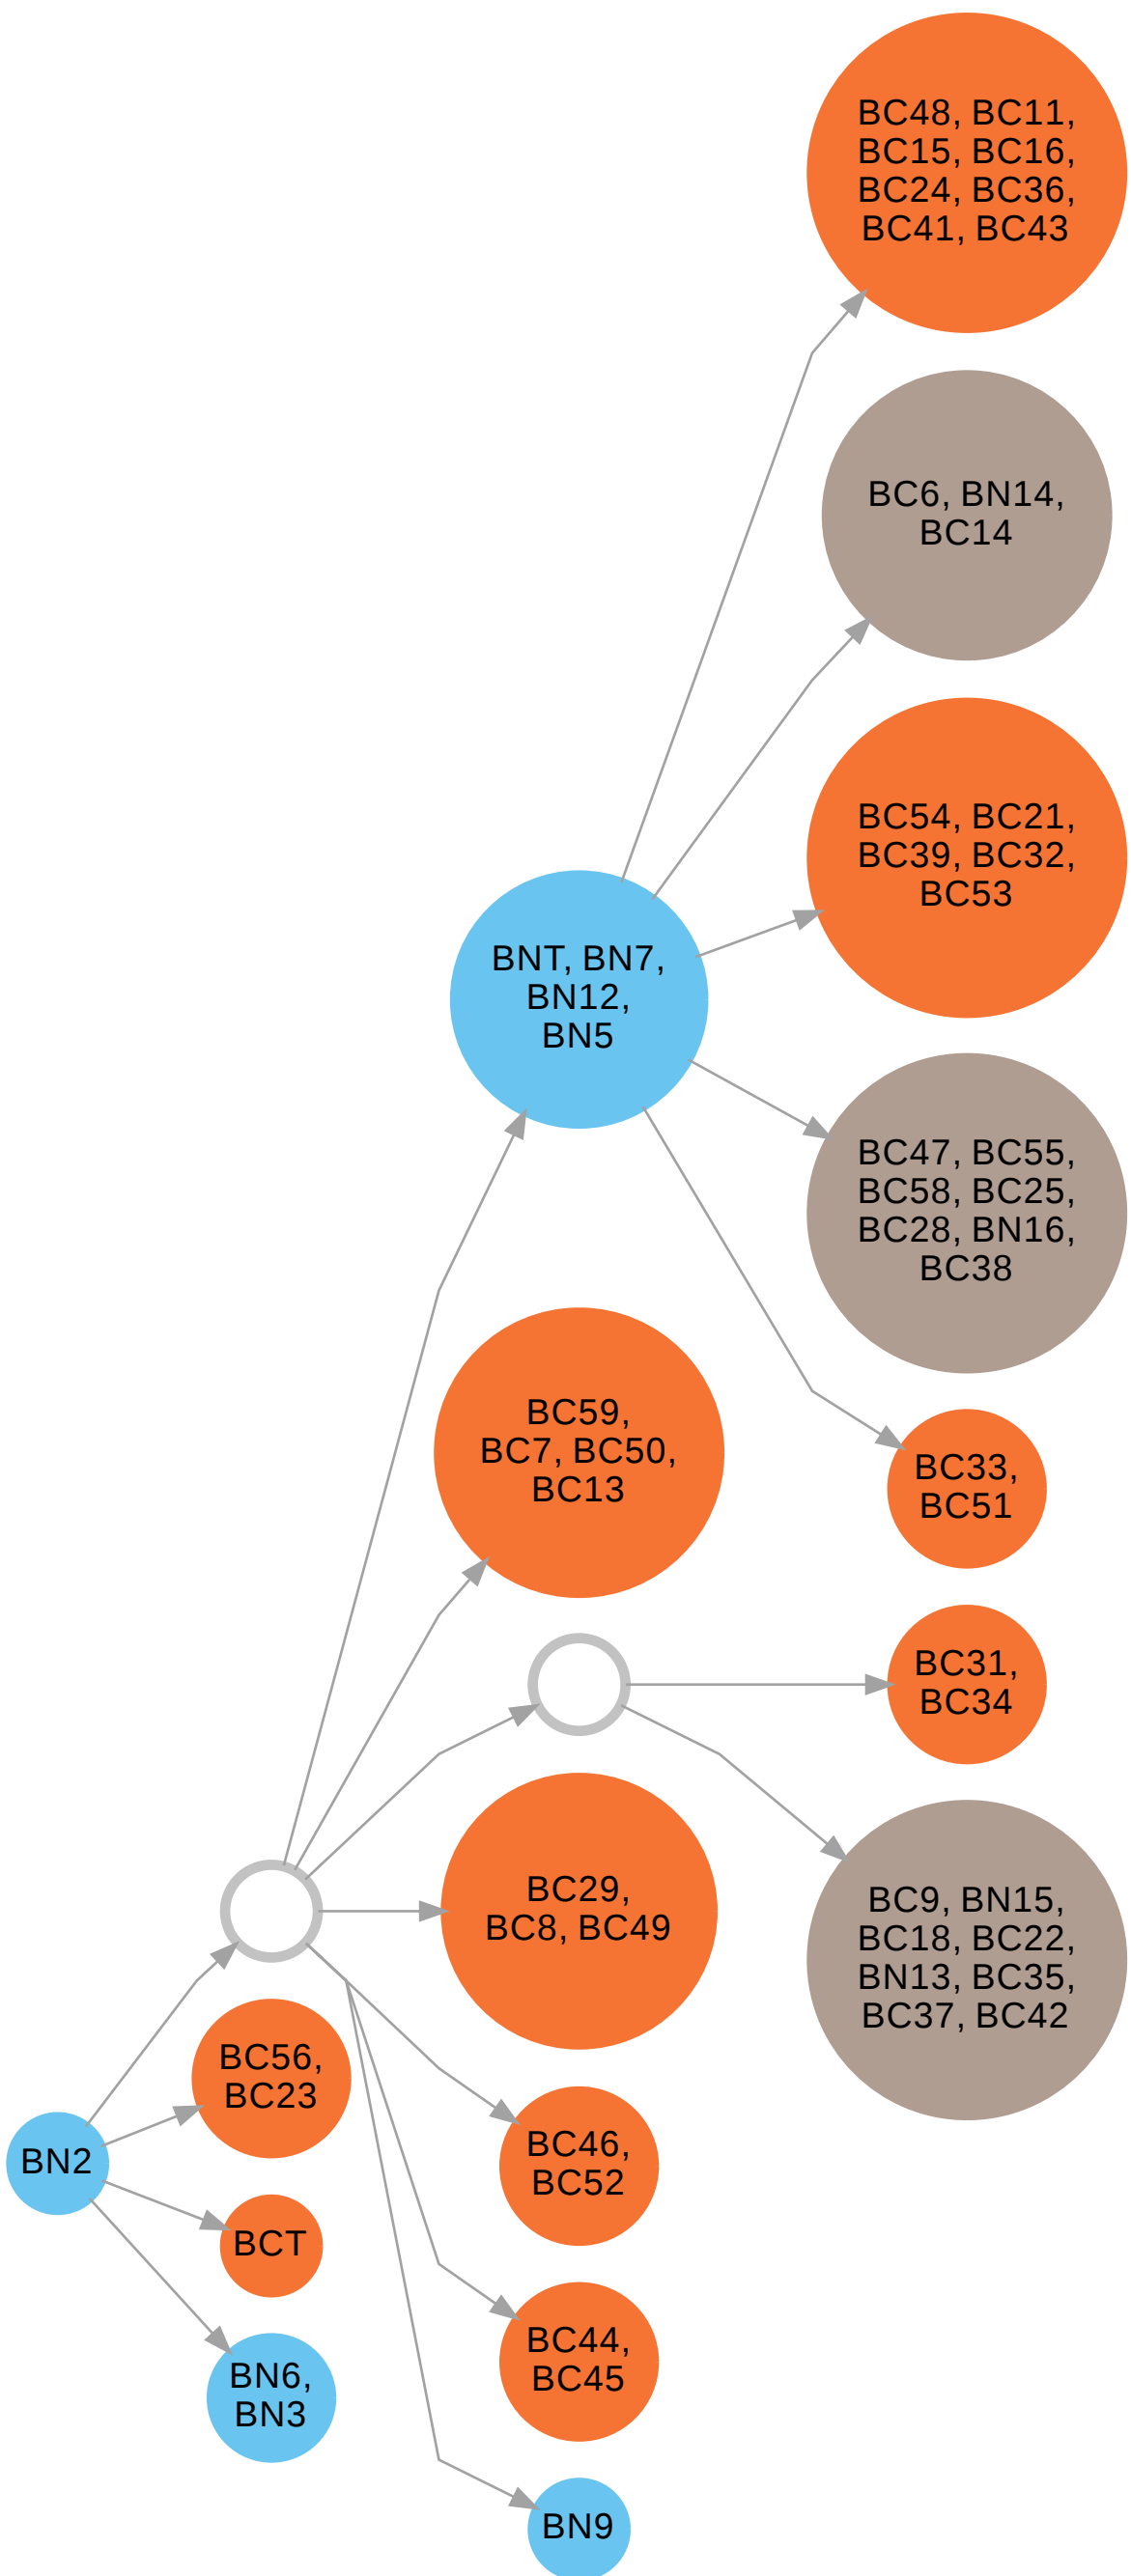 BC48, BC11,
BC15, BC16,
BC24, BC36,
BC41, BC43
BC6, BN14,
BC14
BC54, BC21,
BC39, BC32,
BC53
BNT, BN7,
BN12,
BN5
BC47, BC55,
BC58, BC25,
BC28, BN16,
BC38
BC59,
BC7, BC50,
BC13
BC33,
BC51
BC31,
BC34
BC29,
BC8, BC49
BC9, BN15,
BC18, BC22,
BN13, BC35,
BC37, BC42
BC56,
BC23
BN2
BC46,
BC52
BCT
BC44,
BC45
BN6,
BN3
BN9